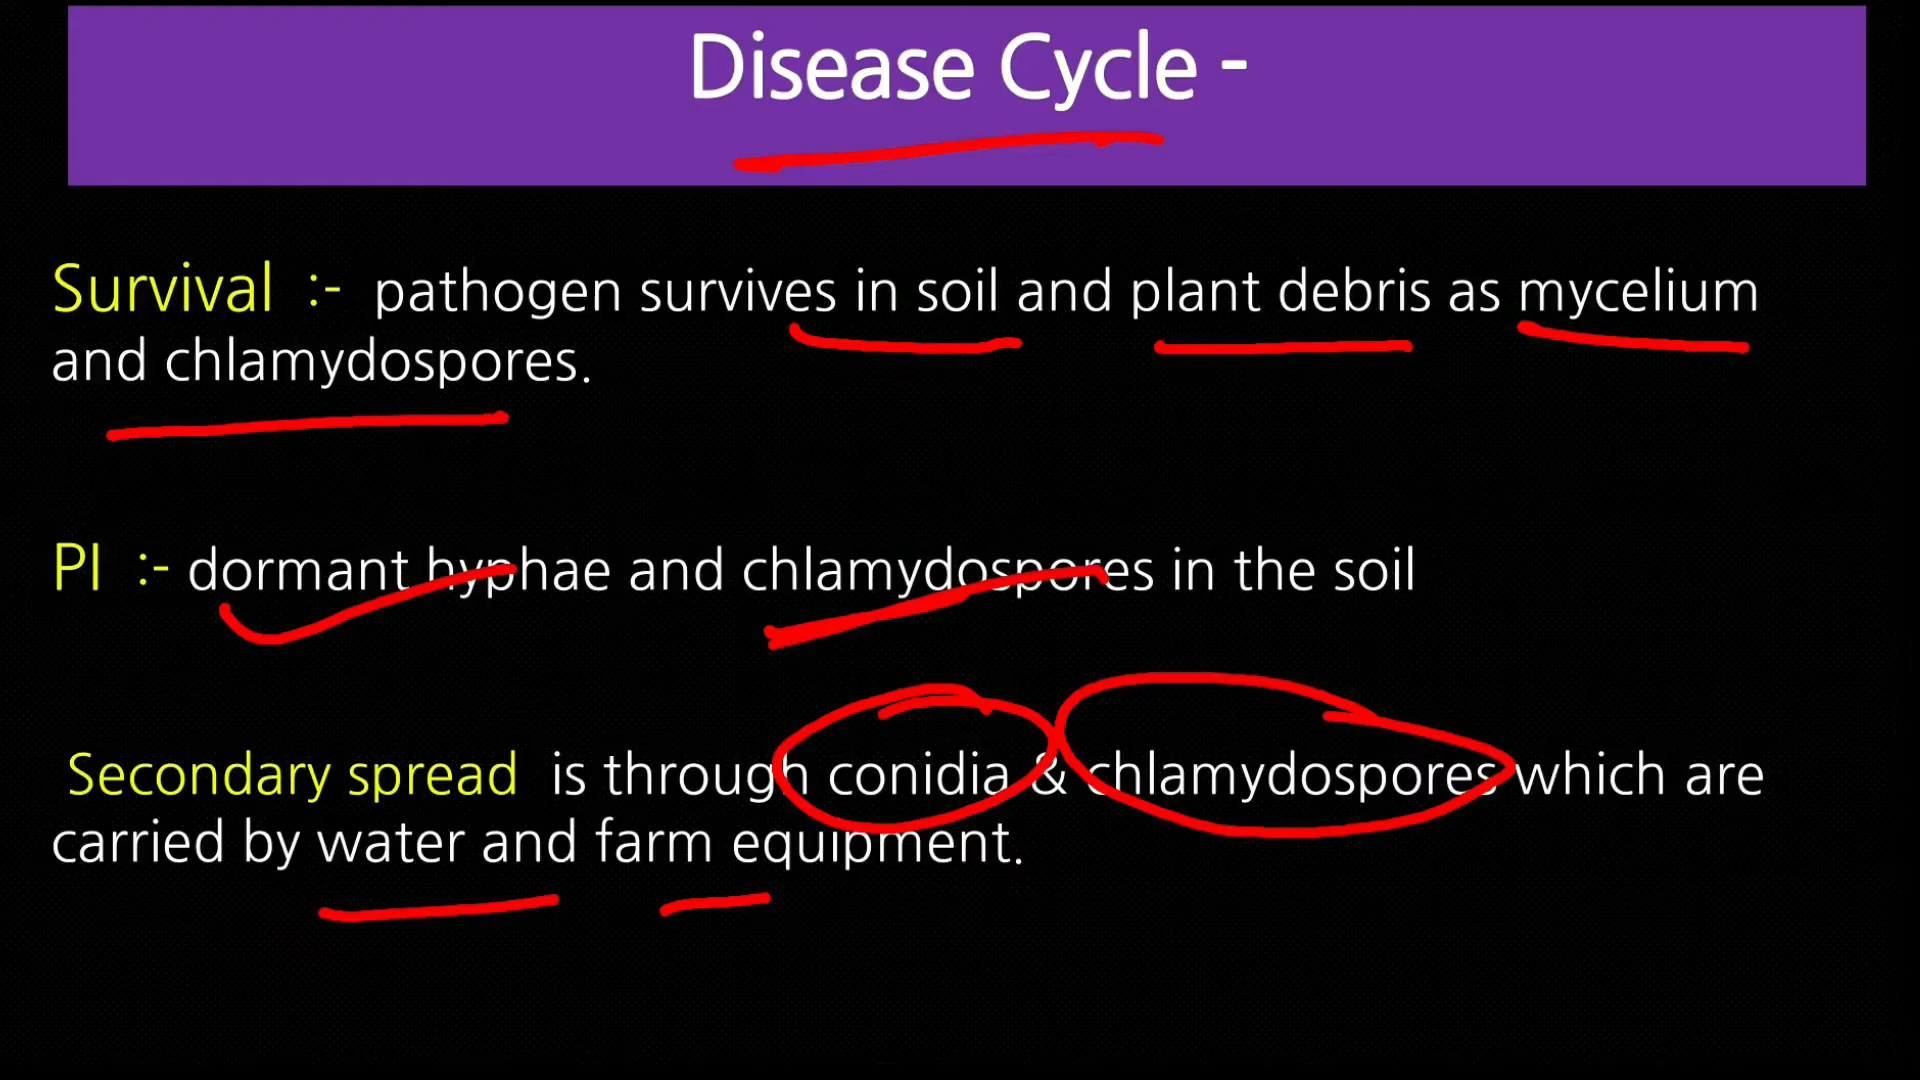 Disease Cycle -
Survival :- pathogen survives in soil and plant debris as mycelium
and chlamydospores.
PI :- dormant hyphae and chlamydospores in the soil
Secondary spread is through conidia & chlamydospores which are
carried by water and farm equipment.